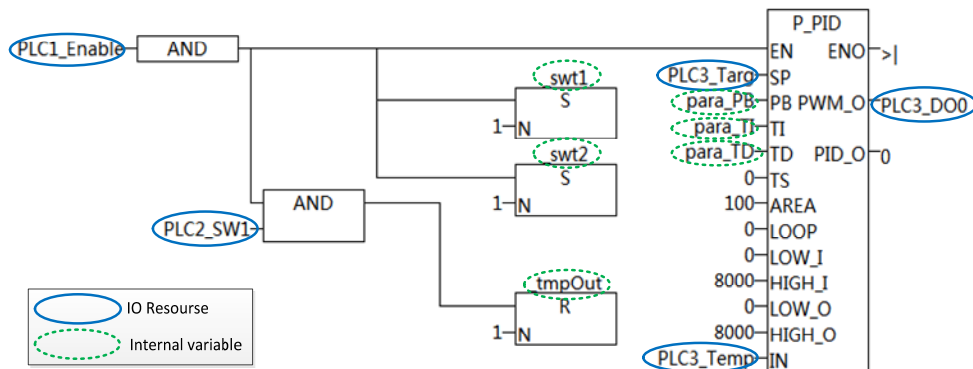 PLC1_Enable
AND
swt1
S
1 N
swt2
S
1 N
AND
PLC2_SW1
_tmpOut
R
1 N
P_PID
EN ENO >|
PLC3_Targ SP
para_PB PB PWM_O PLC3_DO0
para_TI TI
para_TD TD PID_O 0
0 TS
100 AREA
0 LOOP
0 LOW_I
8000 HIGH_I
0 LOW_O
8000 HIGH_O
PLC3_Temp IN
IO Resourse
Internal variable